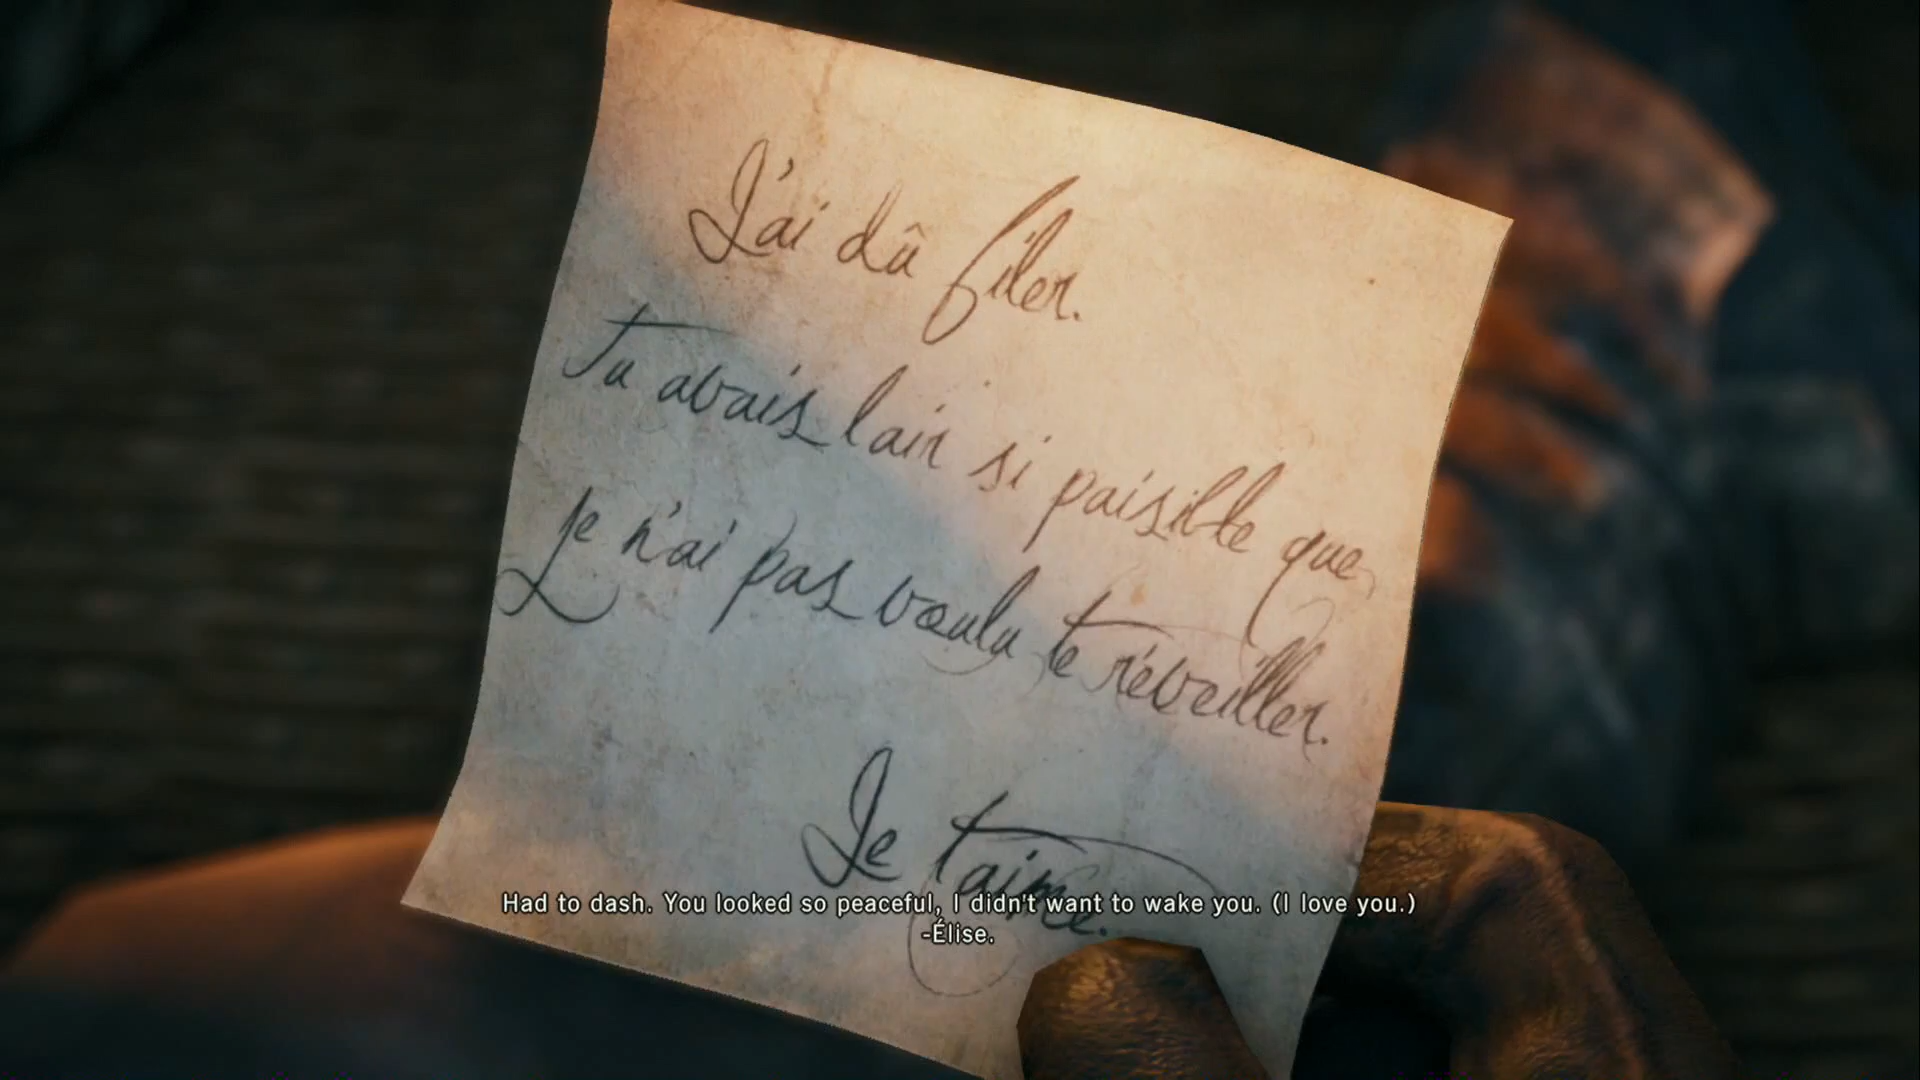 J'ai dû filer.
Tu avais lair si paisible que
je n'ai pas voulu te réveiller.
Je t'aime.
Had to dash. You looked so peaceful, I didn't want to wake you. (I love you.)
-Élise.